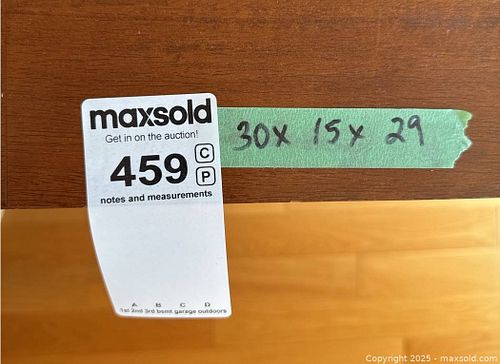 maxsold
Get in on the auction!
459 C
P
notes and measurements
30x 15x 29
A B C D
1st 2nd 3rd bsmt garage outdoors
Copyright 2025 - maxsold.com